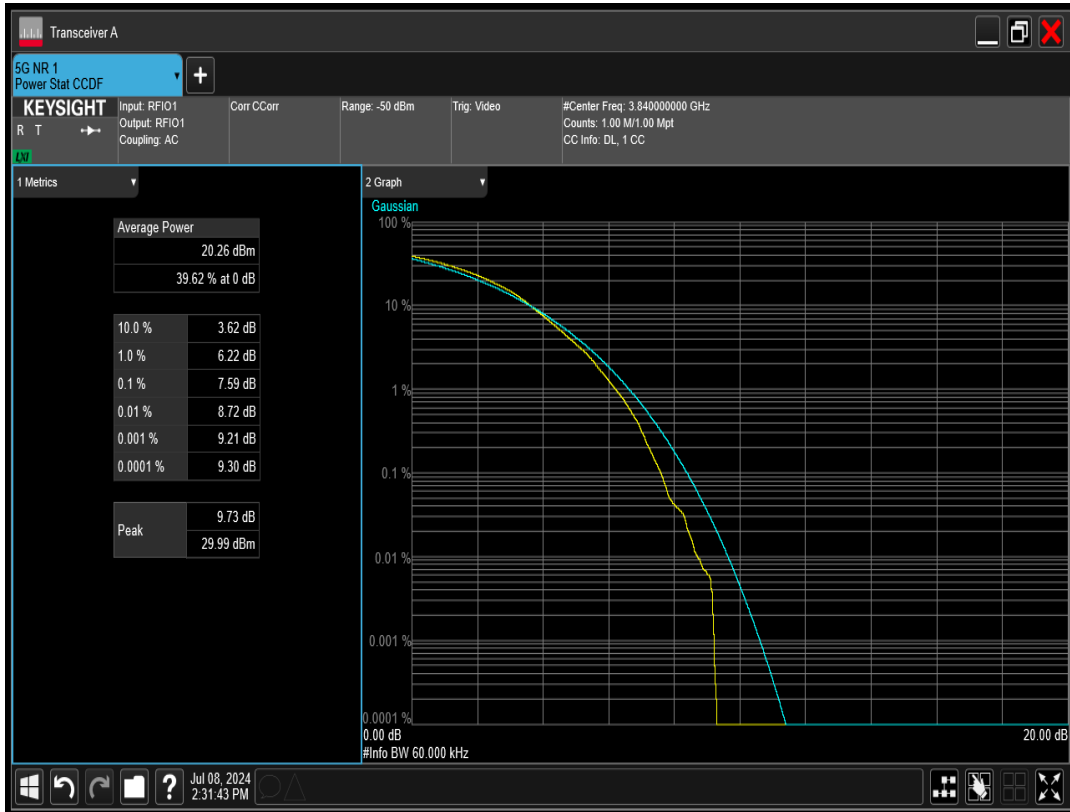 Transceiver A
5G NR 1
Power Stat CCDF
+
KEYSIGHT
R T
LXI
Input: RFIO1
Output: RFIO1
Coupling: AC
Corr CCorr
Range: -50 dBm
Trig: Video
#Center Freq: 3.840000000 GHz
Counts: 1.00 M/1.00 Mpt
CC Info: DL, 1 CC
1 Metrics
Average Power
20.26 dBm
39.62 % at 0 dB
10.0 % 3.62 dB
1.0 % 6.22 dB
0.1 % 7.59 dB
0.01 % 8.72 dB
0.001 % 9.21 dB
0.0001 % 9.30 dB
Peak
9.73 dB
29.99 dBm
2 Graph
Gaussian
100 %
10 %
1 %
0.1 %
0.01 %
0.001 %
0.0001 %
0.00 dB 20.00 dB
#Info BW 60.000 kHz
?
Jul 08, 2024
2:31:43 PM